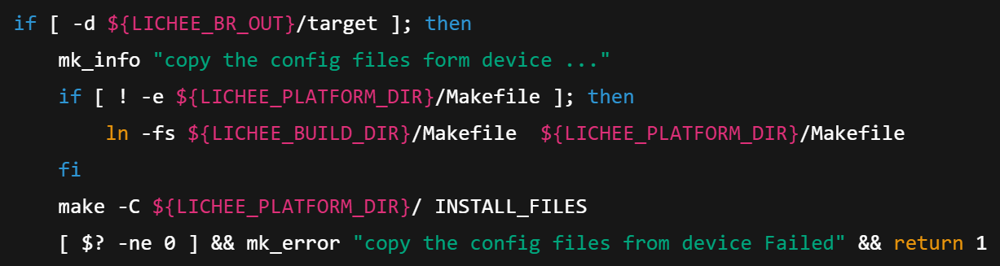 if [ -d ${LICHEE_BR_OUT}/target ]; then
    mk_info "copy the config files form device ..."
    if [ ! -e ${LICHEE_PLATFORM_DIR}/Makefile ]; then
        ln -fs ${LICHEE_BUILD_DIR}/Makefile  ${LICHEE_PLATFORM_DIR}/Makefile
    fi
    make -C ${LICHEE_PLATFORM_DIR}/ INSTALL_FILES
    [ $? -ne 0 ] && mk_error "copy the config files from device Failed" && return 1